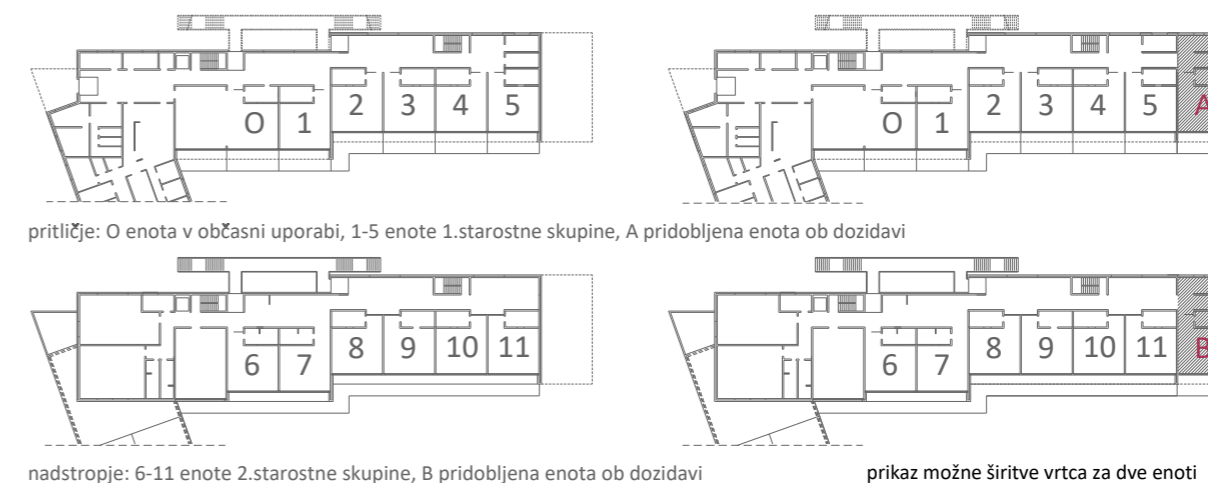 O 1 2 3 4 5 O 1 2 3 4 5 A
pritličje: O enota v občasni uporabi, 1-5 enote 1.starostne skupine, A pridobljena enota ob dozidavi
6 7 8 9 10 11 6 7 8 9 10 11 B
nadstropje: 6-11 enote 2.starostne skupine, B pridobljena enota ob dozidavi
prikaz možne širitve vrtca za dve enoti